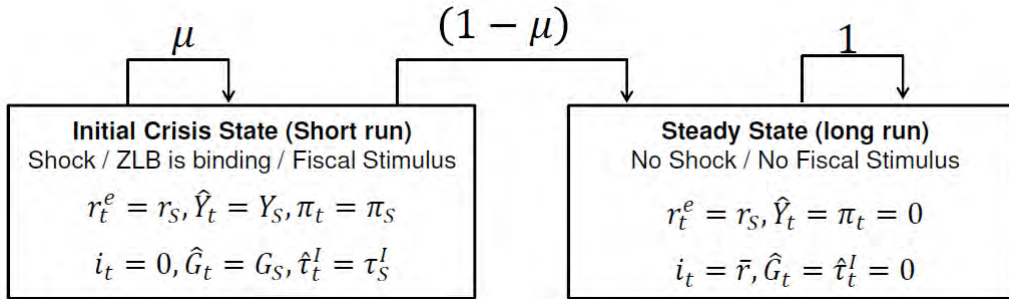 μ
(1 − μ)
1
Initial Crisis State (Short run)
Shock / ZLB is binding / Fiscal Stimulus
r_t^e = r_S, Ŷ_t = Y_S, π_t = π_S
i_t = 0, Ĝ_t = G_S, τ̂_t^I = τ_S^I
Steady State (long run)
No Shock / No Fiscal Stimulus
r_t^e = r_S, Ŷ_t = π_t = 0
i_t = r̄, Ĝ_t = τ̂_t^I = 0